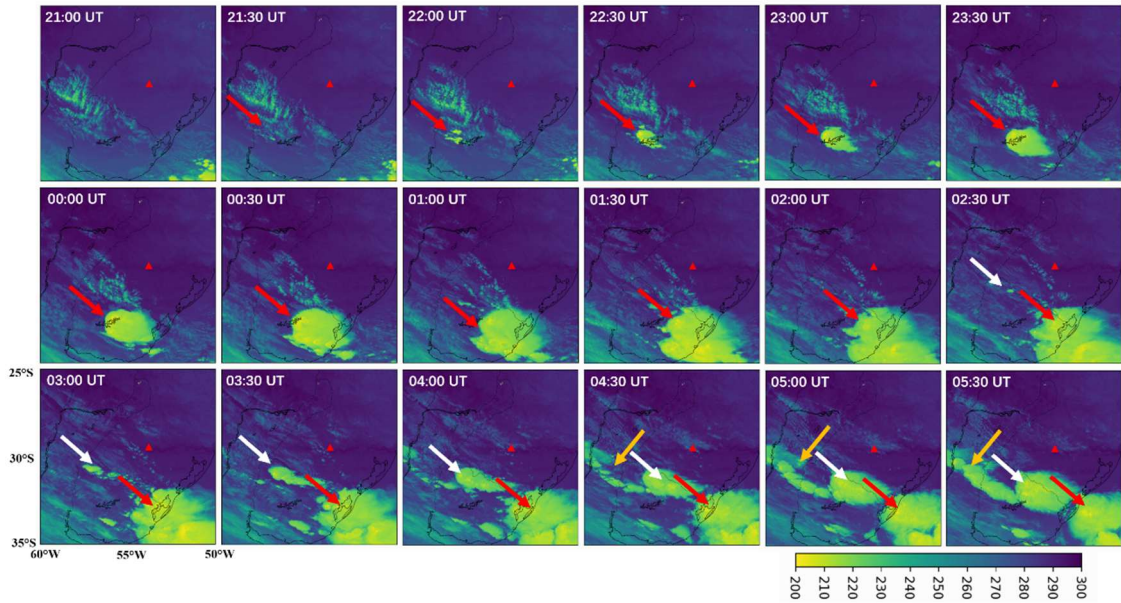 21:00 UT 21:30 UT 22:00 UT 22:30 UT 23:00 UT 23:30 UT
00:00 UT 00:30 UT 01:00 UT 01:30 UT 02:00 UT 02:30 UT
25°S
03:00 UT 03:30 UT 04:00 UT 04:30 UT 05:00 UT 05:30 UT
30°S
35°S
60°W 55°W 50°W
200 210 220 230 240 250 260 270 280 290 300